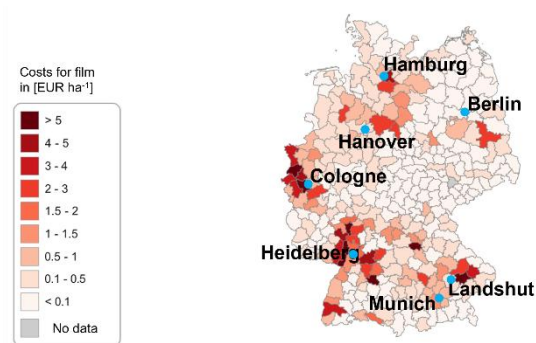 Costs for film
in [EUR ha⁻¹]
> 5
4 - 5
3 - 4
2 - 3
1.5 - 2
1 - 1.5
0.5 - 1
0.1 - 0.5
< 0.1
No data
Hamburg
Berlin
Hanover
Cologne
Heidelberg
Landshut
Munich